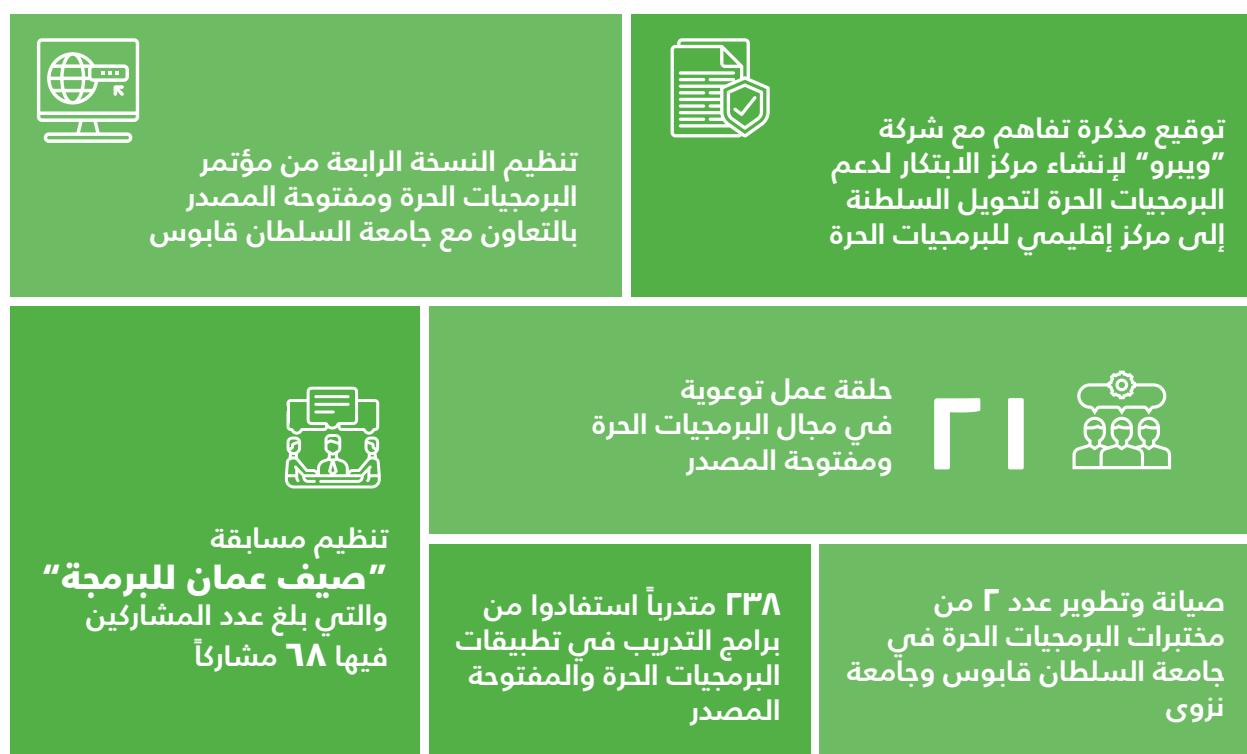 توقيع مذكرة تفاهم مع شركة
"ويبرو" لإنشاء مركز الابتكار لدعم
البرمجيات الحرة لتحويل السلطنة
إلى مركز إقليمي للبرمجيات الحرة
تنظيم النسخة الرابعة من مؤتمر
البرمجيات الحرة ومفتوحة المصدر
بالتعاون مع جامعة السلطان قابوس
٢١
حلقة عمل توعوية
في مجال البرمجيات الحرة
ومفتوحة المصدر
تنظيم مسابقة
"صيف عمان للبرمجة"
والتي بلغ عدد المشاركين
فيها ٦٨ مشاركاً
صيانة وتطوير عدد ٢ من
مختبرات البرمجيات الحرة في
جامعة السلطان قابوس وجامعة
نزوى
٢٣٨ متدرباً استفادوا من
برامج التدريب في تطبيقات
البرمجيات الحرة والمفتوحة
المصدر